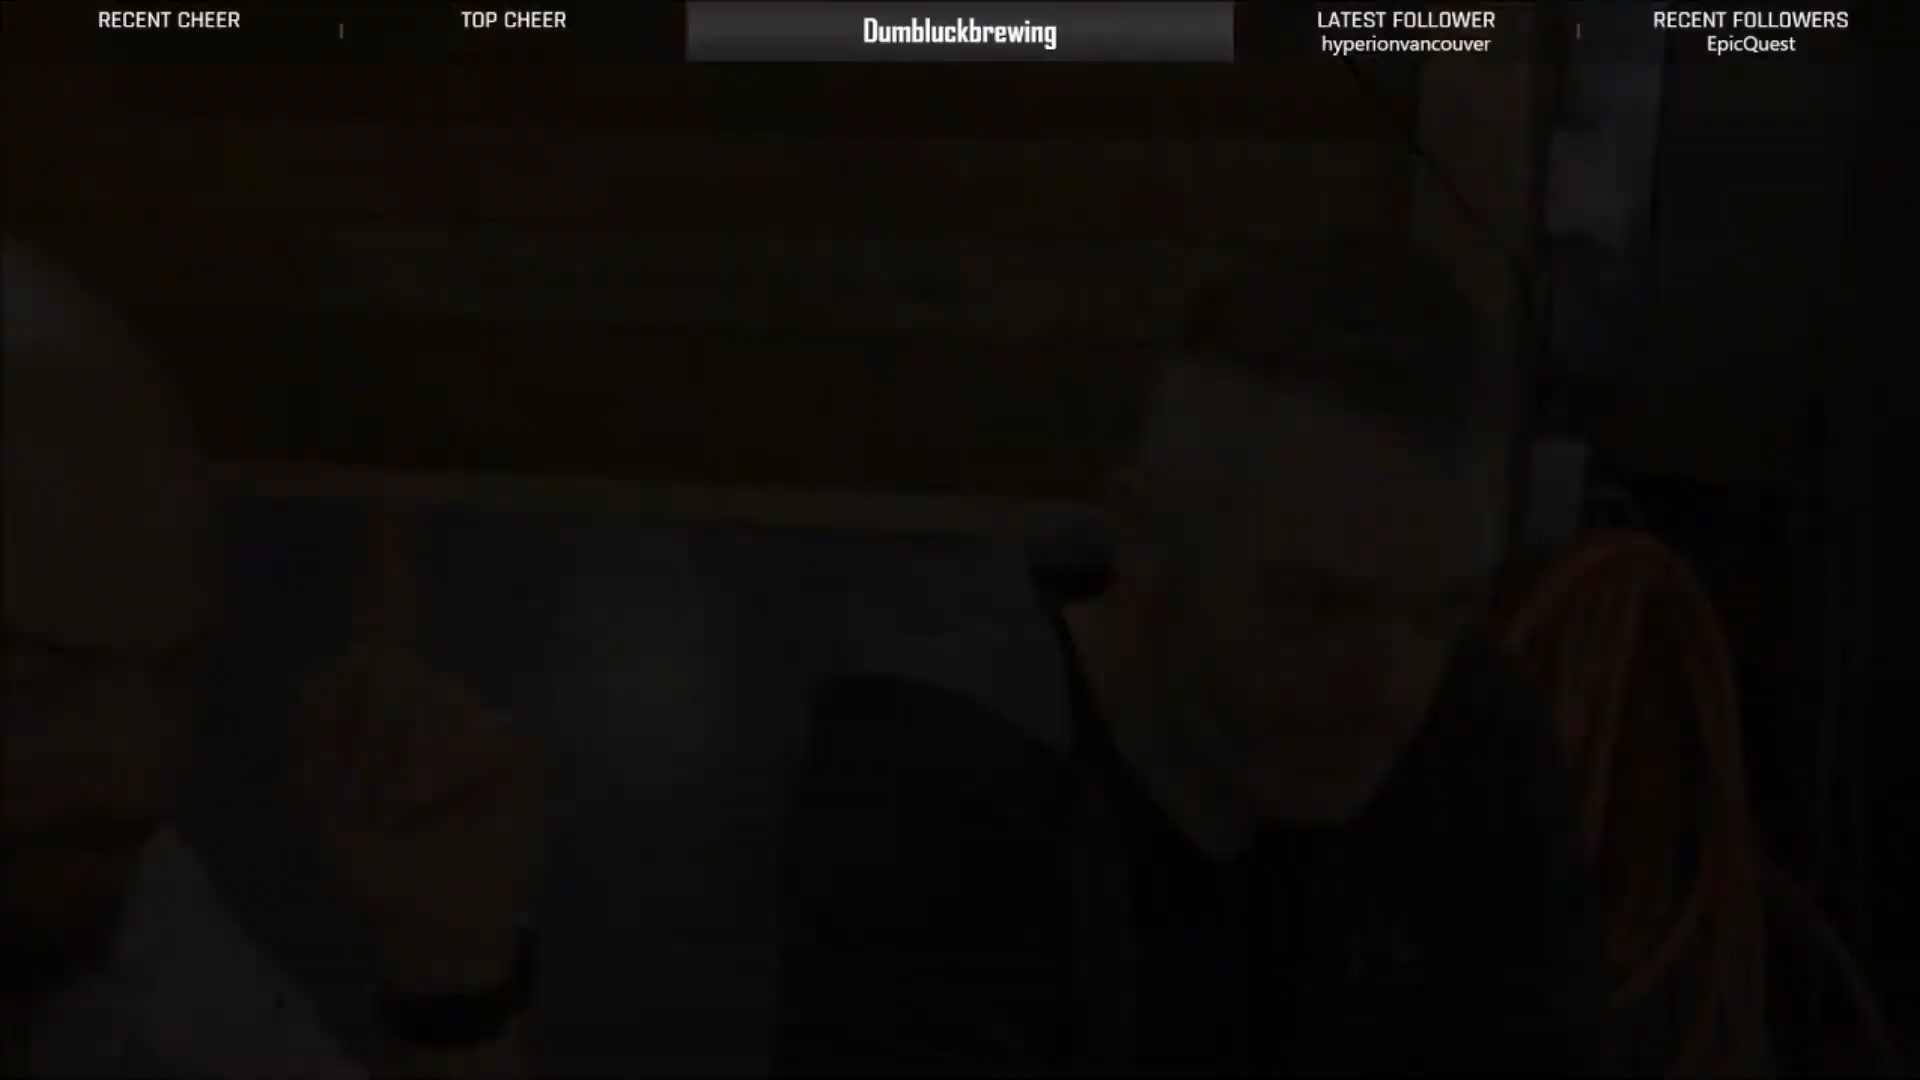 RECENT CHEER
TOP CHEER
Dumbluckbrewing
LATEST FOLLOWER
hyperionvancouver
RECENT FOLLOWERS
EpicQuest